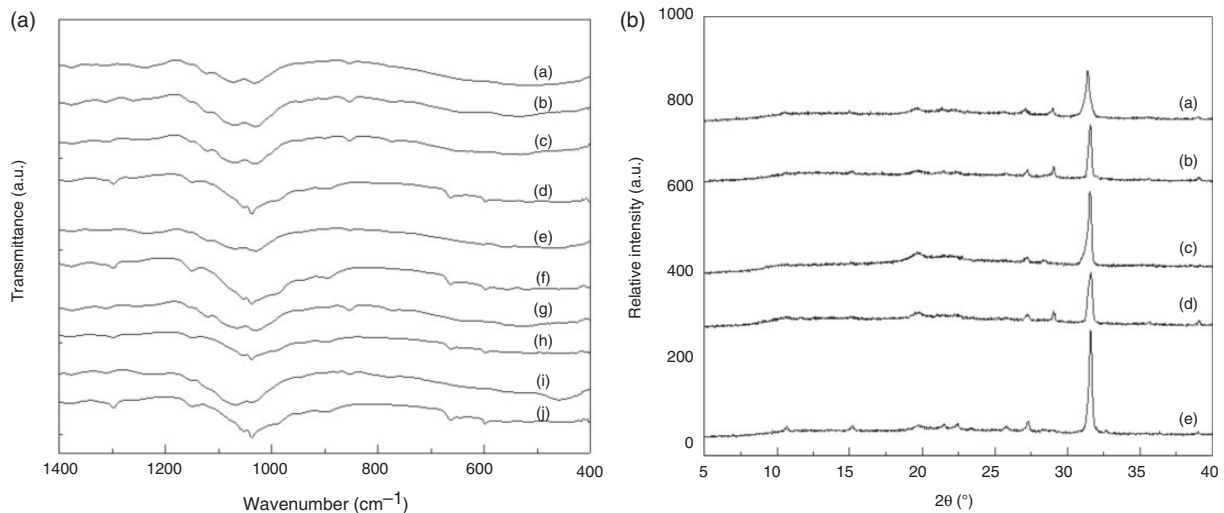 (a)
Transmittance (a.u.)
(a)
(b)
(c)
(d)
(e)
(f)
(g)
(h)
(i)
(j)
1400 1200 1000 800 600 400
Wavenumber (cm–1)
(b)
Relative intensity (a.u.)
1000
800
600
400
200
0
(a)
(b)
(c)
(d)
(e)
5 10 15 20 25 30 35 40
2θ (°)